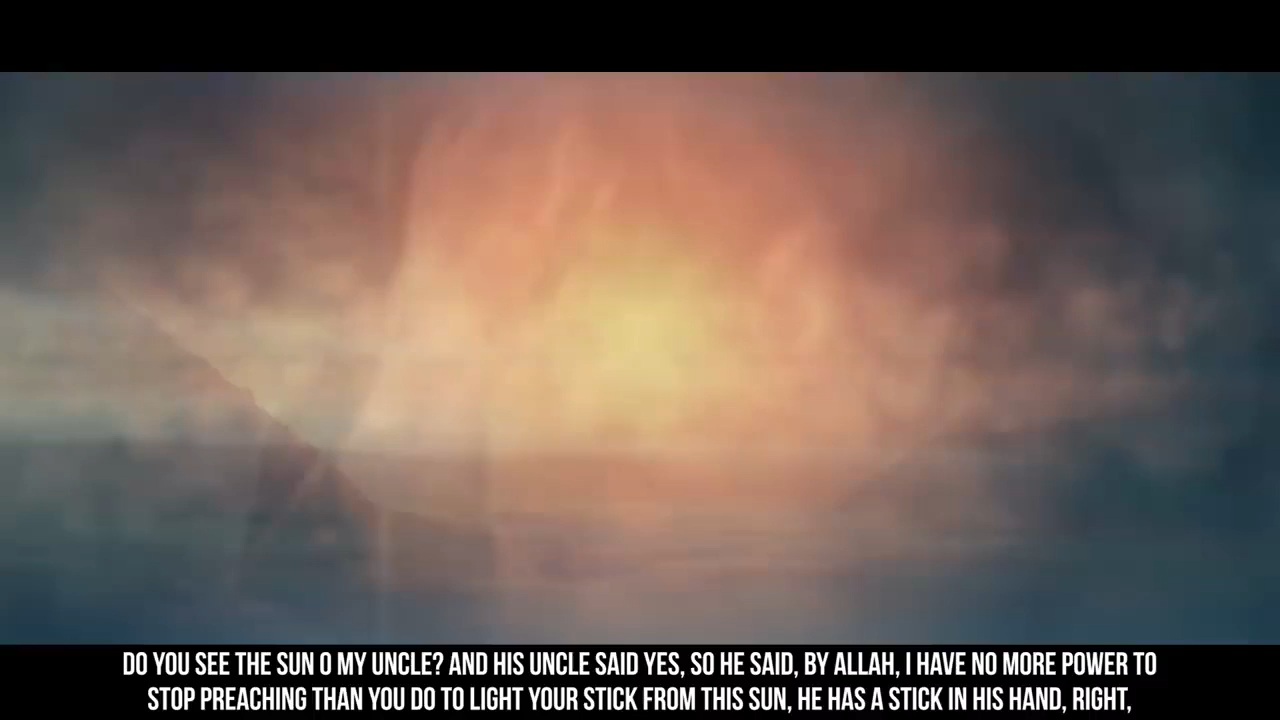 DO YOU SEE THE SUN O MY UNCLE? AND HIS UNCLE SAID YES, SO HE SAID, BY ALLAH, I HAVE NO MORE POWER TO
STOP PREACHING THAN YOU DO TO LIGHT YOUR STICK FROM THIS SUN, HE HAS A STICK IN HIS HAND, RIGHT,